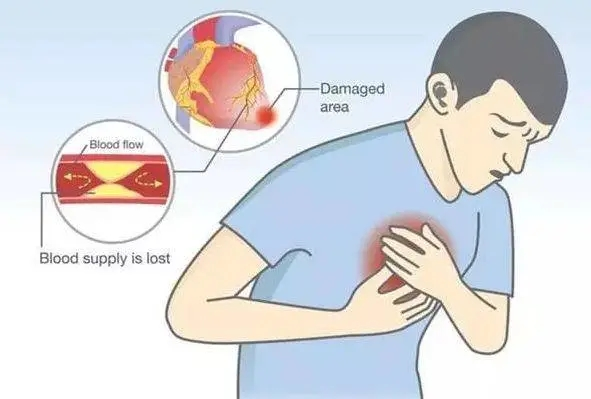 Damaged
area
Blood flow
Blood supply is lost